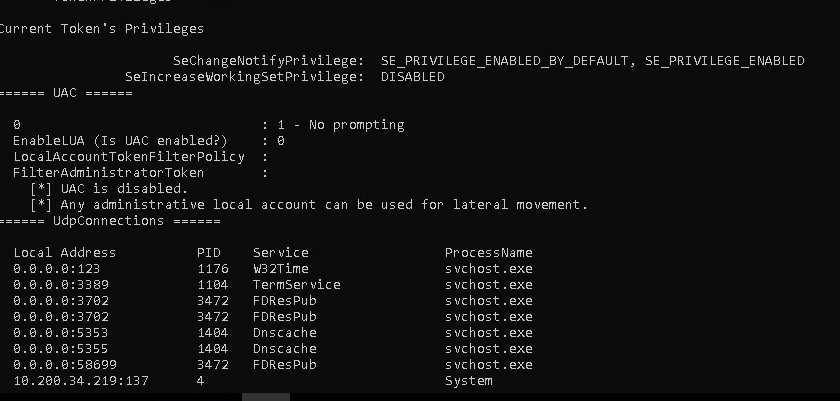 Current Token's Privileges
SeChangeNotifyPrivilege: SE_PRIVILEGE_ENABLED_BY_DEFAULT, SE_PRIVILEGE_ENABLED
SeIncreaseWorkingSetPrivilege: DISABLED
====== UAC ======
0 : 1 - No prompting
EnableLUA (Is UAC enabled?) : 0
LocalAccountTokenFilterPolicy :
FilterAdministratorToken :
[*] UAC is disabled.
[*] Any administrative local account can be used for lateral movement.
====== UdpConnections ======
Local Address PID Service ProcessName
0.0.0.0:123 1176 W32Time svchost.exe
0.0.0.0:3389 1104 TermService svchost.exe
0.0.0.0:3702 3472 FDResPub svchost.exe
0.0.0.0:3702 3472 FDResPub svchost.exe
0.0.0.0:5353 1404 Dnscache svchost.exe
0.0.0.0:5355 1404 Dnscache svchost.exe
0.0.0.0:58699 3472 FDResPub svchost.exe
10.200.34.219:137 4 System